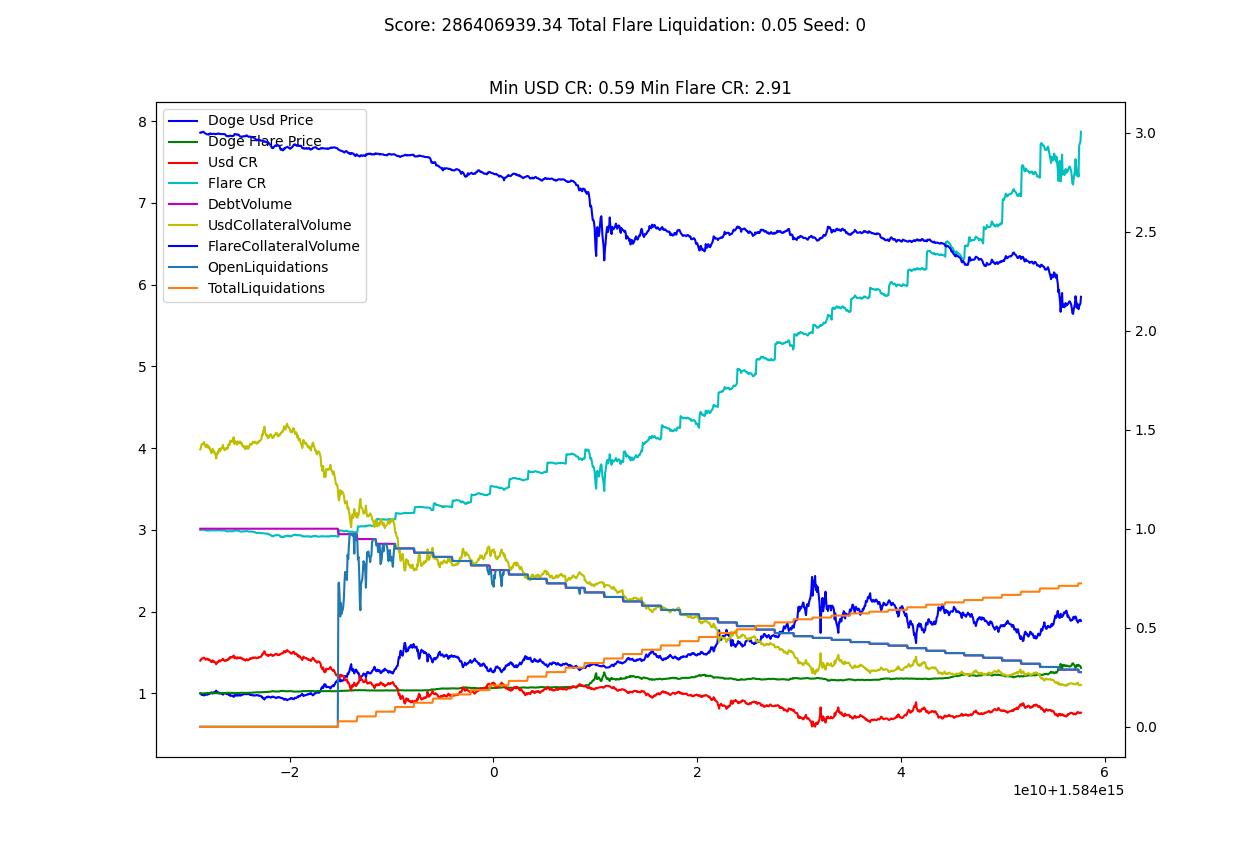 Score: 286406939.34 Total Flare Liquidation: 0.05 Seed: 0
Min USD CR: 0.59 Min Flare CR: 2.91
Doge Usd Price
Doge Flare Price
Usd CR
Flare CR
DebtVolume
UsdCollateralVolume
FlareCollateralVolume
OpenLiquidations
TotalLiquidations
8
7
6
5
4
3
2
1
3.0
2.5
2.0
1.5
1.0
0.5
0.0
−2 0 2 4 6
1e10+1.584e15